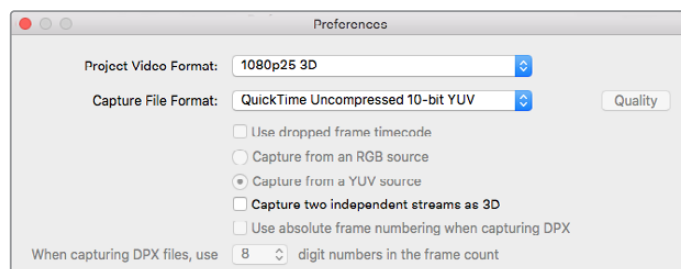 Preferences
Project Video Format: 1080p25 3D
Capture File Format: QuickTime Uncompressed 10-bit YUV Quality
Use dropped frame timecode
Capture from an RGB source
Capture from a YUV source
Capture two independent streams as 3D
Use absolute frame numbering when capturing DPX
When capturing DPX files, use 8 digit numbers in the frame count